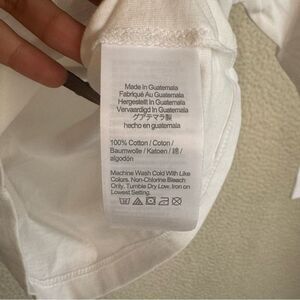 Made in Guatemala
Fabriqué Au Guatemala
Hergestellt In Guatemala
Vervaardigd In Guatemala
グアテマラ製
hecho en guatemala
100% Cotton / Coton /
Baumwolle / Katoen / 綿 /
algodón
Machine Wash Cold With Like
Colors. Non-Chlorine Bleach
Only. Tumble Dry Low, Iron on
Lowest Setting.